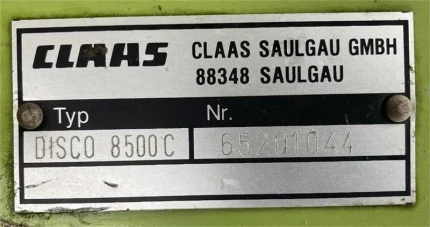 CLAAS
CLAAS SAULGAU GMBH
88348 SAULGAU
Typ Nr.
DISCO 8500C 65201044